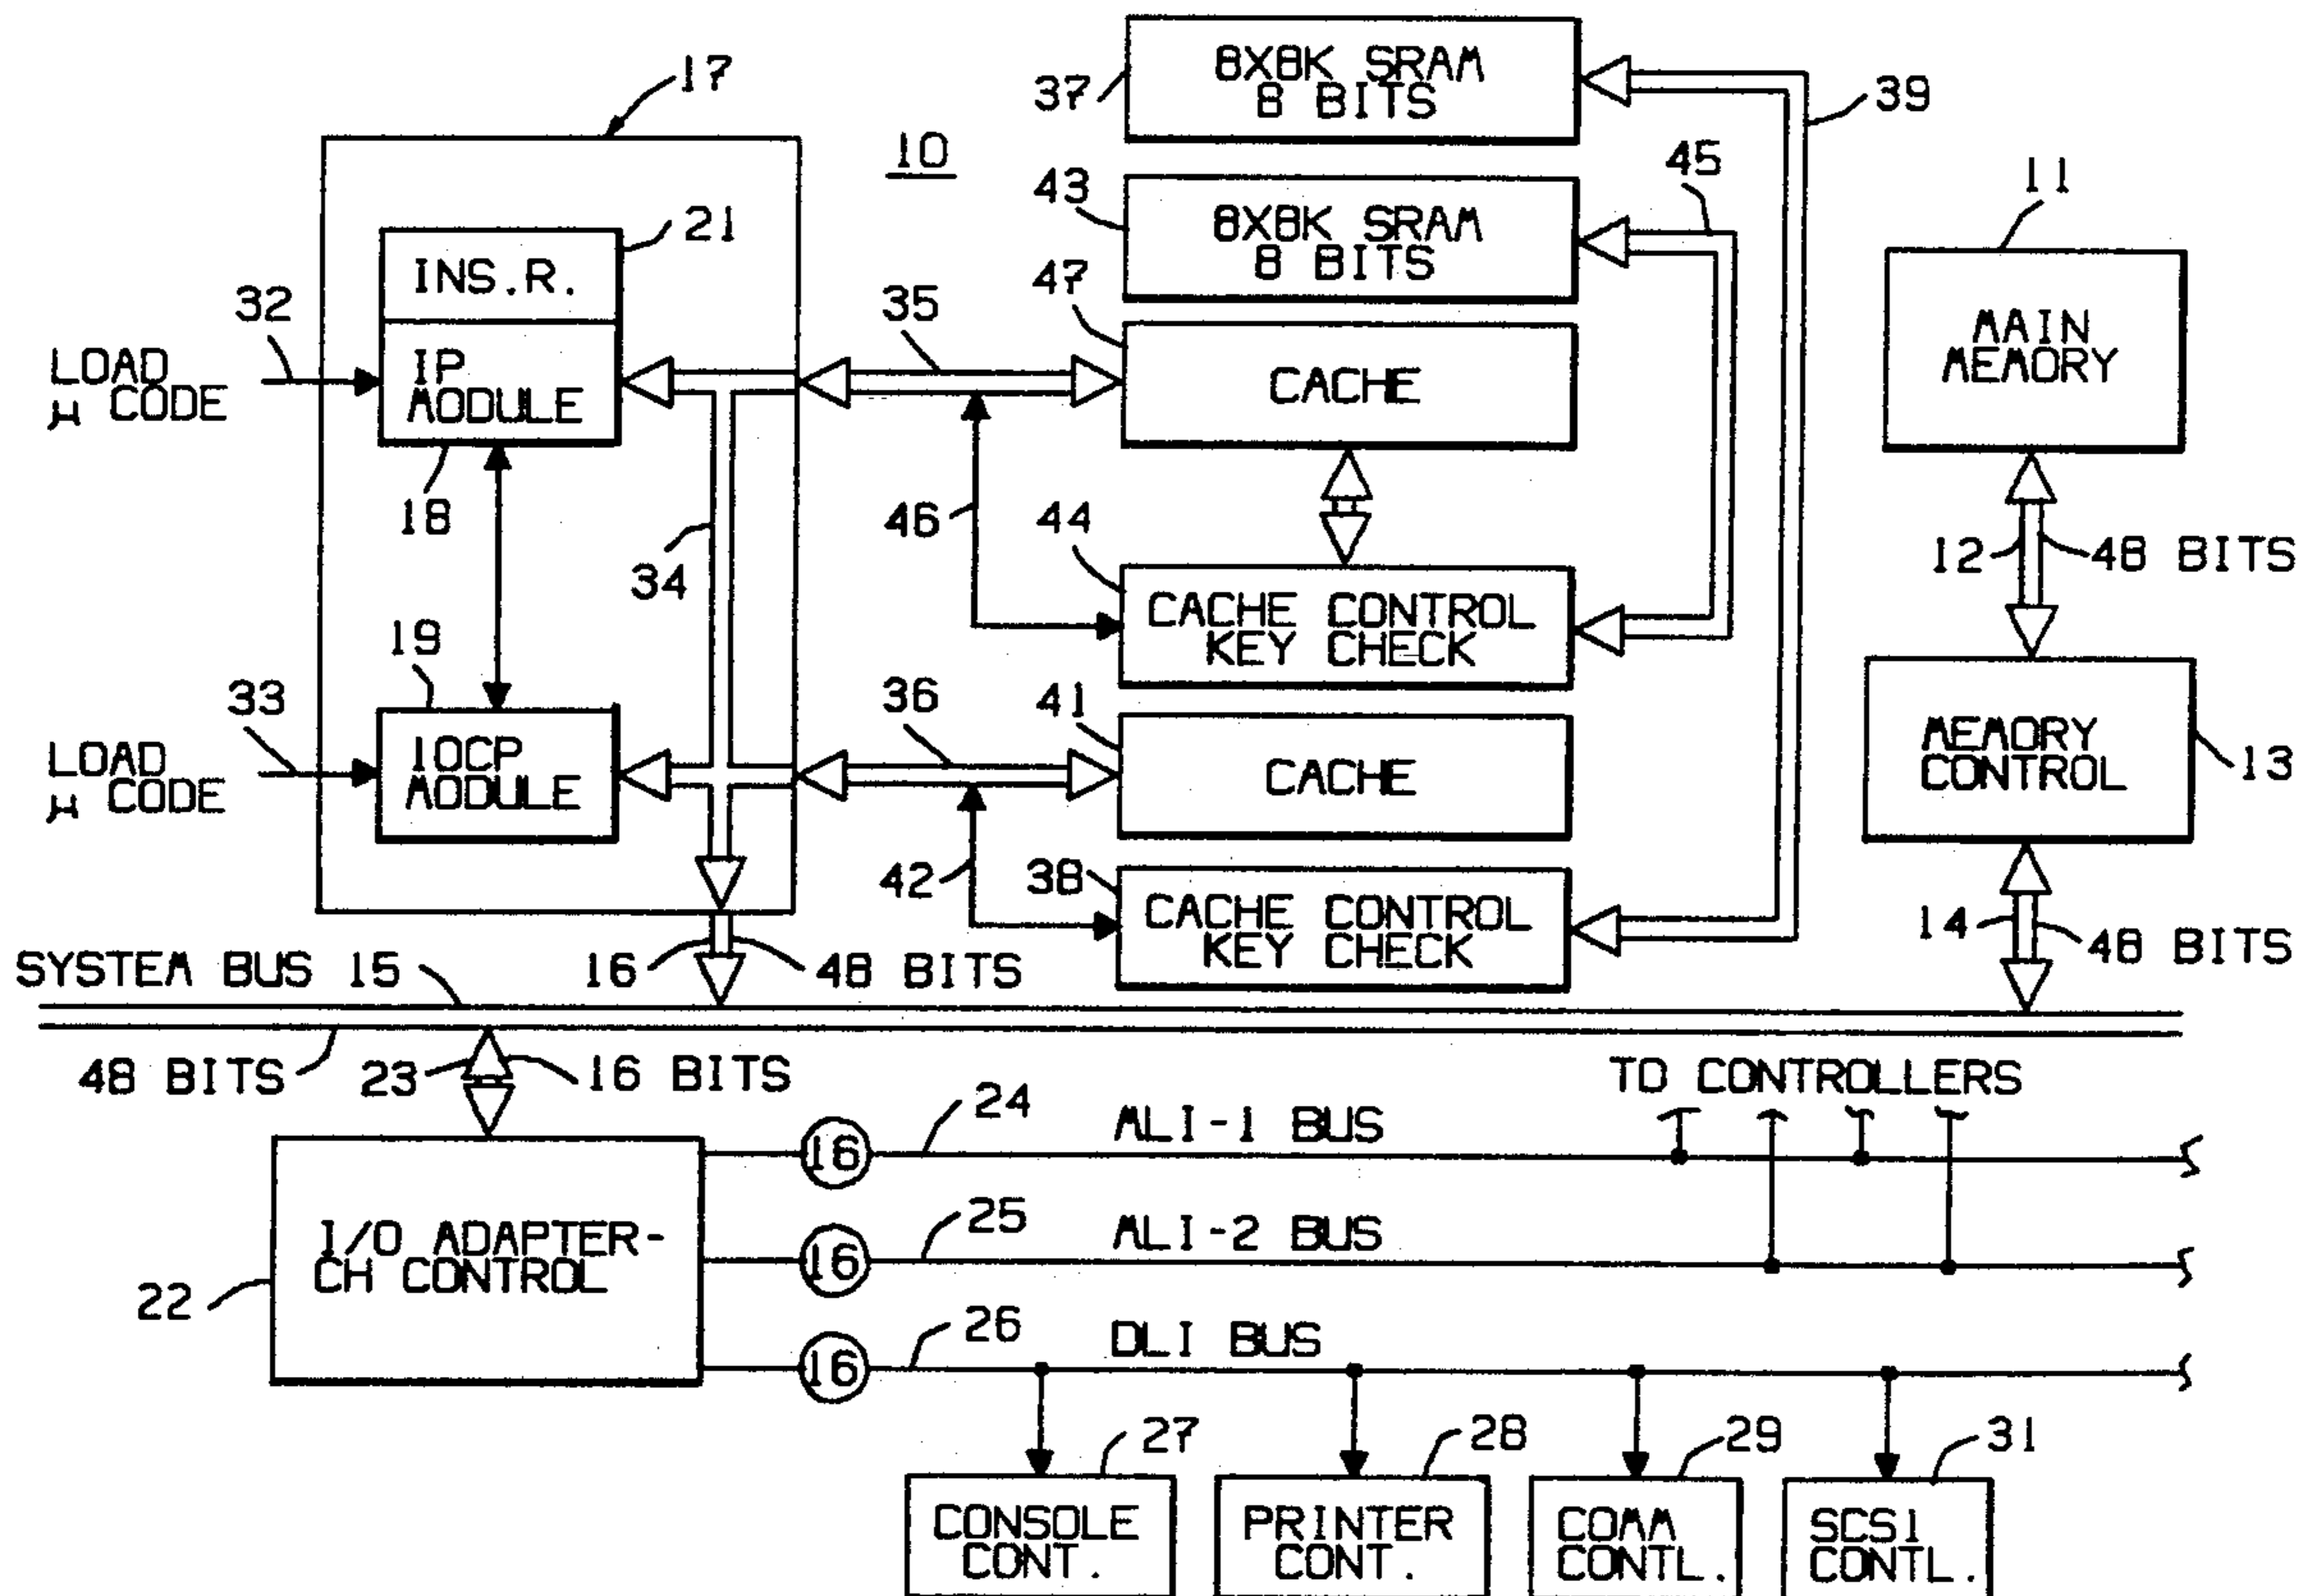 17
10
8X8K SRAM
8 BITS
37
39
43
8X8K SRAM
8 BITS
45
11
21
INS.R.
IP
MODULE
32
LOAD
μ CODE
18
35
47
CACHE
MAIN
MEMORY
34
46
44
CACHE CONTROL
KEY CHECK
12
48 BITS
19
33
LOAD
μ CODE
IOCP
MODULE
36
41
CACHE
MEMORY
CONTROL
13
42
38
CACHE CONTROL
KEY CHECK
14
48 BITS
SYSTEM BUS 15
16
48 BITS
48 BITS
23
16 BITS
TO CONTROLLERS
22
I/O ADAPTER-
CH CONTROL
16
24
MLI-1 BUS
16
25
MLI-2 BUS
16
26
DLI BUS
27
28
29
31
CONSOLE
CONT.
PRINTER
CONT.
COMM
CONTL.
SCSI
CONTL.